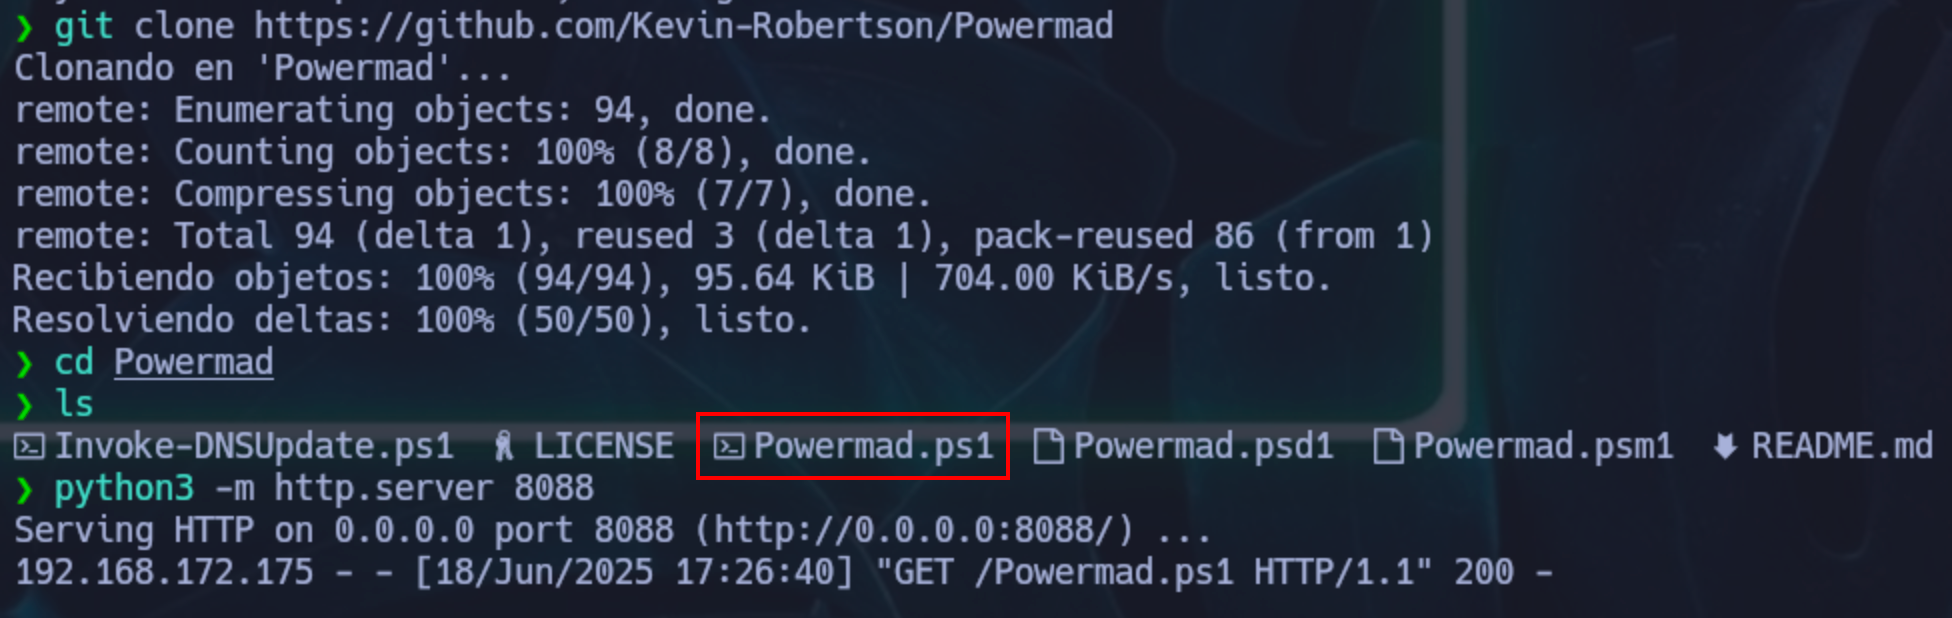 ❯ git clone https://github.com/Kevin-Robertson/Powermad
Clonando en 'Powermad'...
remote: Enumerating objects: 94, done.
remote: Counting objects: 100% (8/8), done.
remote: Compressing objects: 100% (7/7), done.
remote: Total 94 (delta 1), reused 3 (delta 1), pack-reused 86 (from 1)
Recibiendo objetos: 100% (94/94), 95.64 KiB | 704.00 KiB/s, listo.
Resolviendo deltas: 100% (50/50), listo.
❯ cd Powermad
❯ ls
Invoke-DNSUpdate.ps1 LICENSE Powermad.ps1 Powermad.psd1 Powermad.psm1 README.md
❯ python3 -m http.server 8088
Serving HTTP on 0.0.0.0 port 8088 (http://0.0.0.0:8088/) ...
192.168.172.175 - - [18/Jun/2025 17:26:40] "GET /Powermad.ps1 HTTP/1.1" 200 -